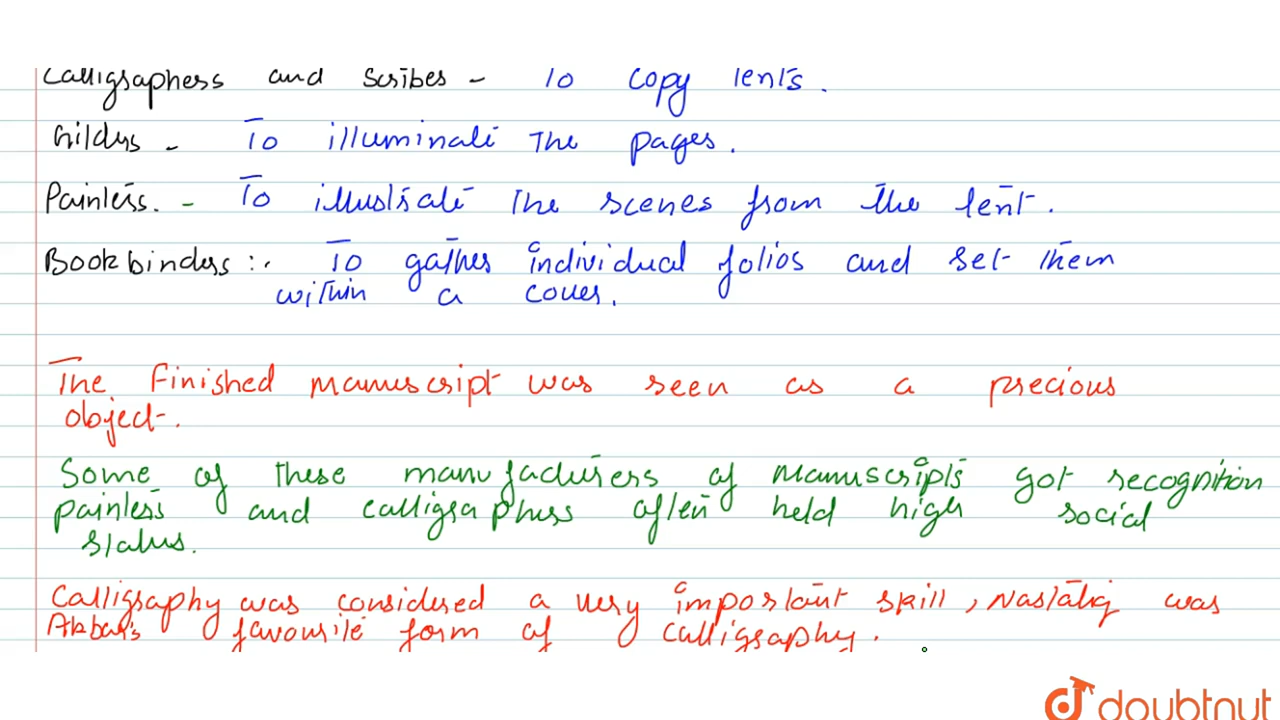 Calligraphers and Scribes - To copy texts.
Gilders - To illuminate The pages.
Painters. - To illustrate The scenes from the text.
Bookbinders :- To gather individual folios and set them
within a cover.
The finished manuscript was seen as a precious
object.
Some of these manufacturers of manuscripts got recognition
painters and calligraphers often held high social
status.
Calligraphy was considered a very important skill, Nastaliq was
Akbar's favourite form of calligraphy.
doubtnut